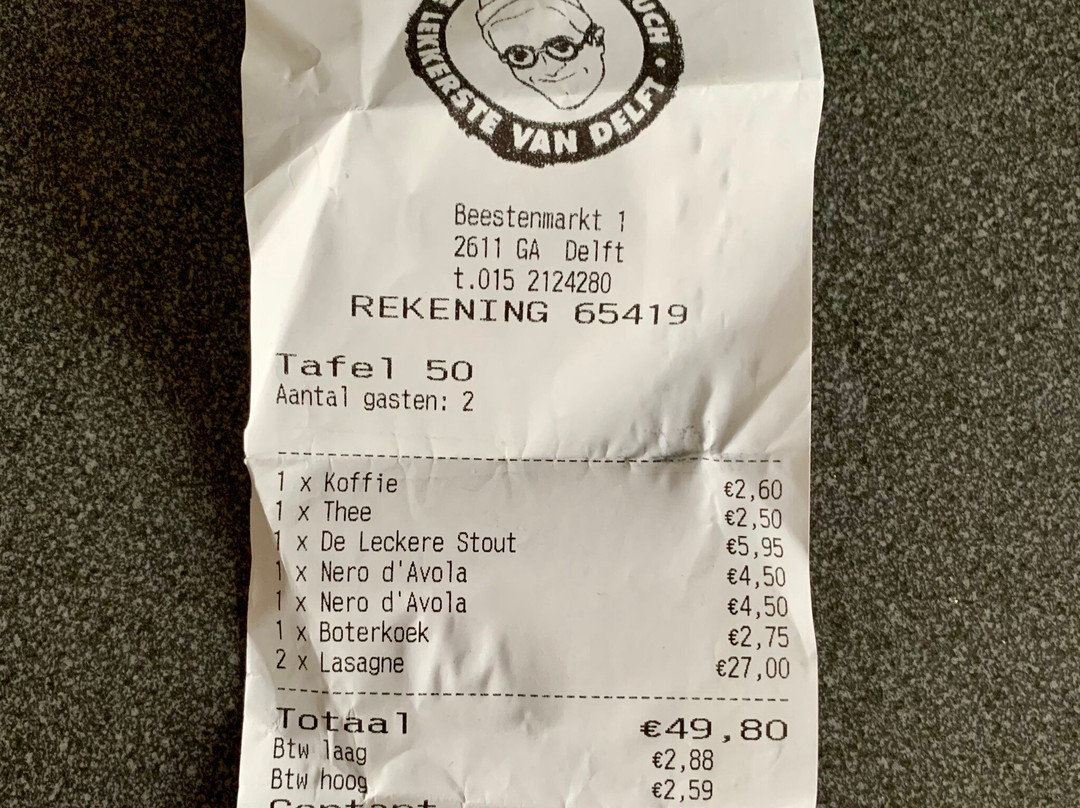 LEKKERSTE VAN DELFT •
Beestenmarkt 1
2611 GA Delft
t.015 2124280
REKENING 65419
Tafel 50
Aantal gasten: 2
1 x Koffie €2,60
1 x Thee €2,50
1 x De Leckere Stout €5,95
1 x Nero d'Avola €4,50
1 x Nero d'Avola €4,50
1 x Boterkoek €2,75
2 x Lasagne €27,00
Totaal €49,80
Btw laag €2,88
Btw hoog €2,59